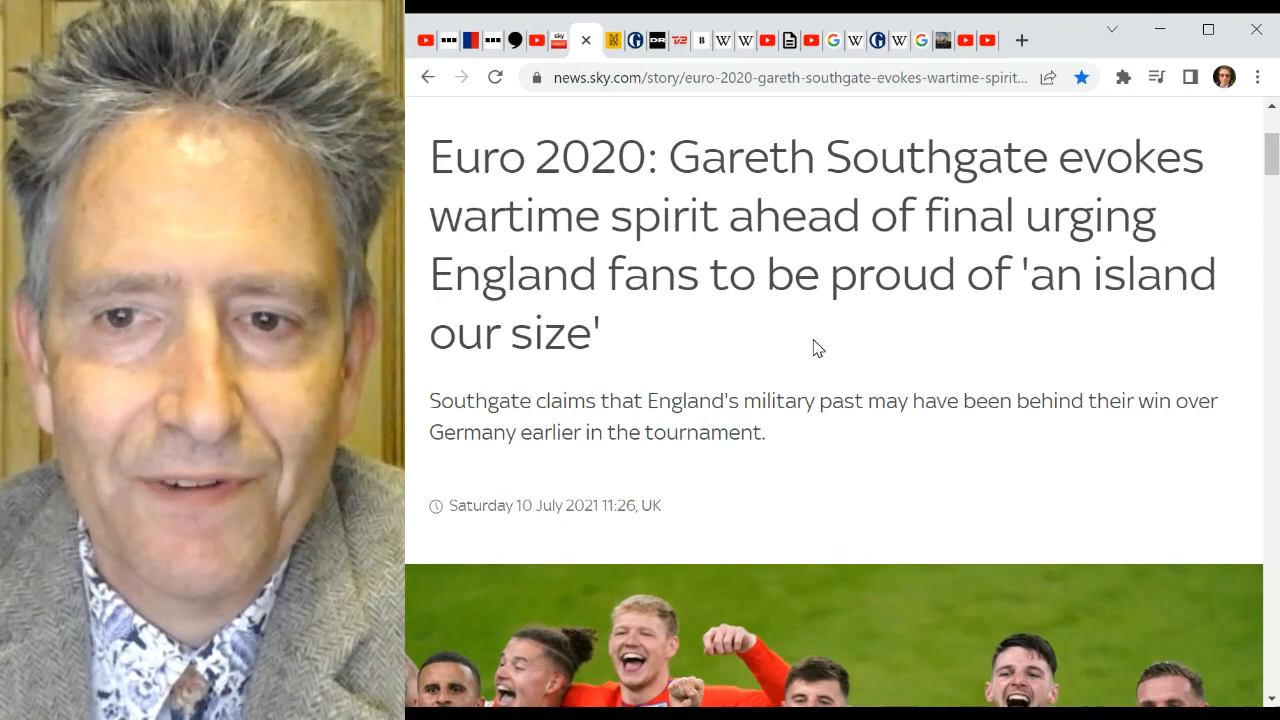 news.sky.com/story/euro-2020-gareth-southgate-evokes-wartime-spirit...
Euro 2020: Gareth Southgate evokes
wartime spirit ahead of final urging
England fans to be proud of 'an island
our size'
Southgate claims that England's military past may have been behind their win over
Germany earlier in the tournament.
Saturday 10 July 2021 11:26, UK